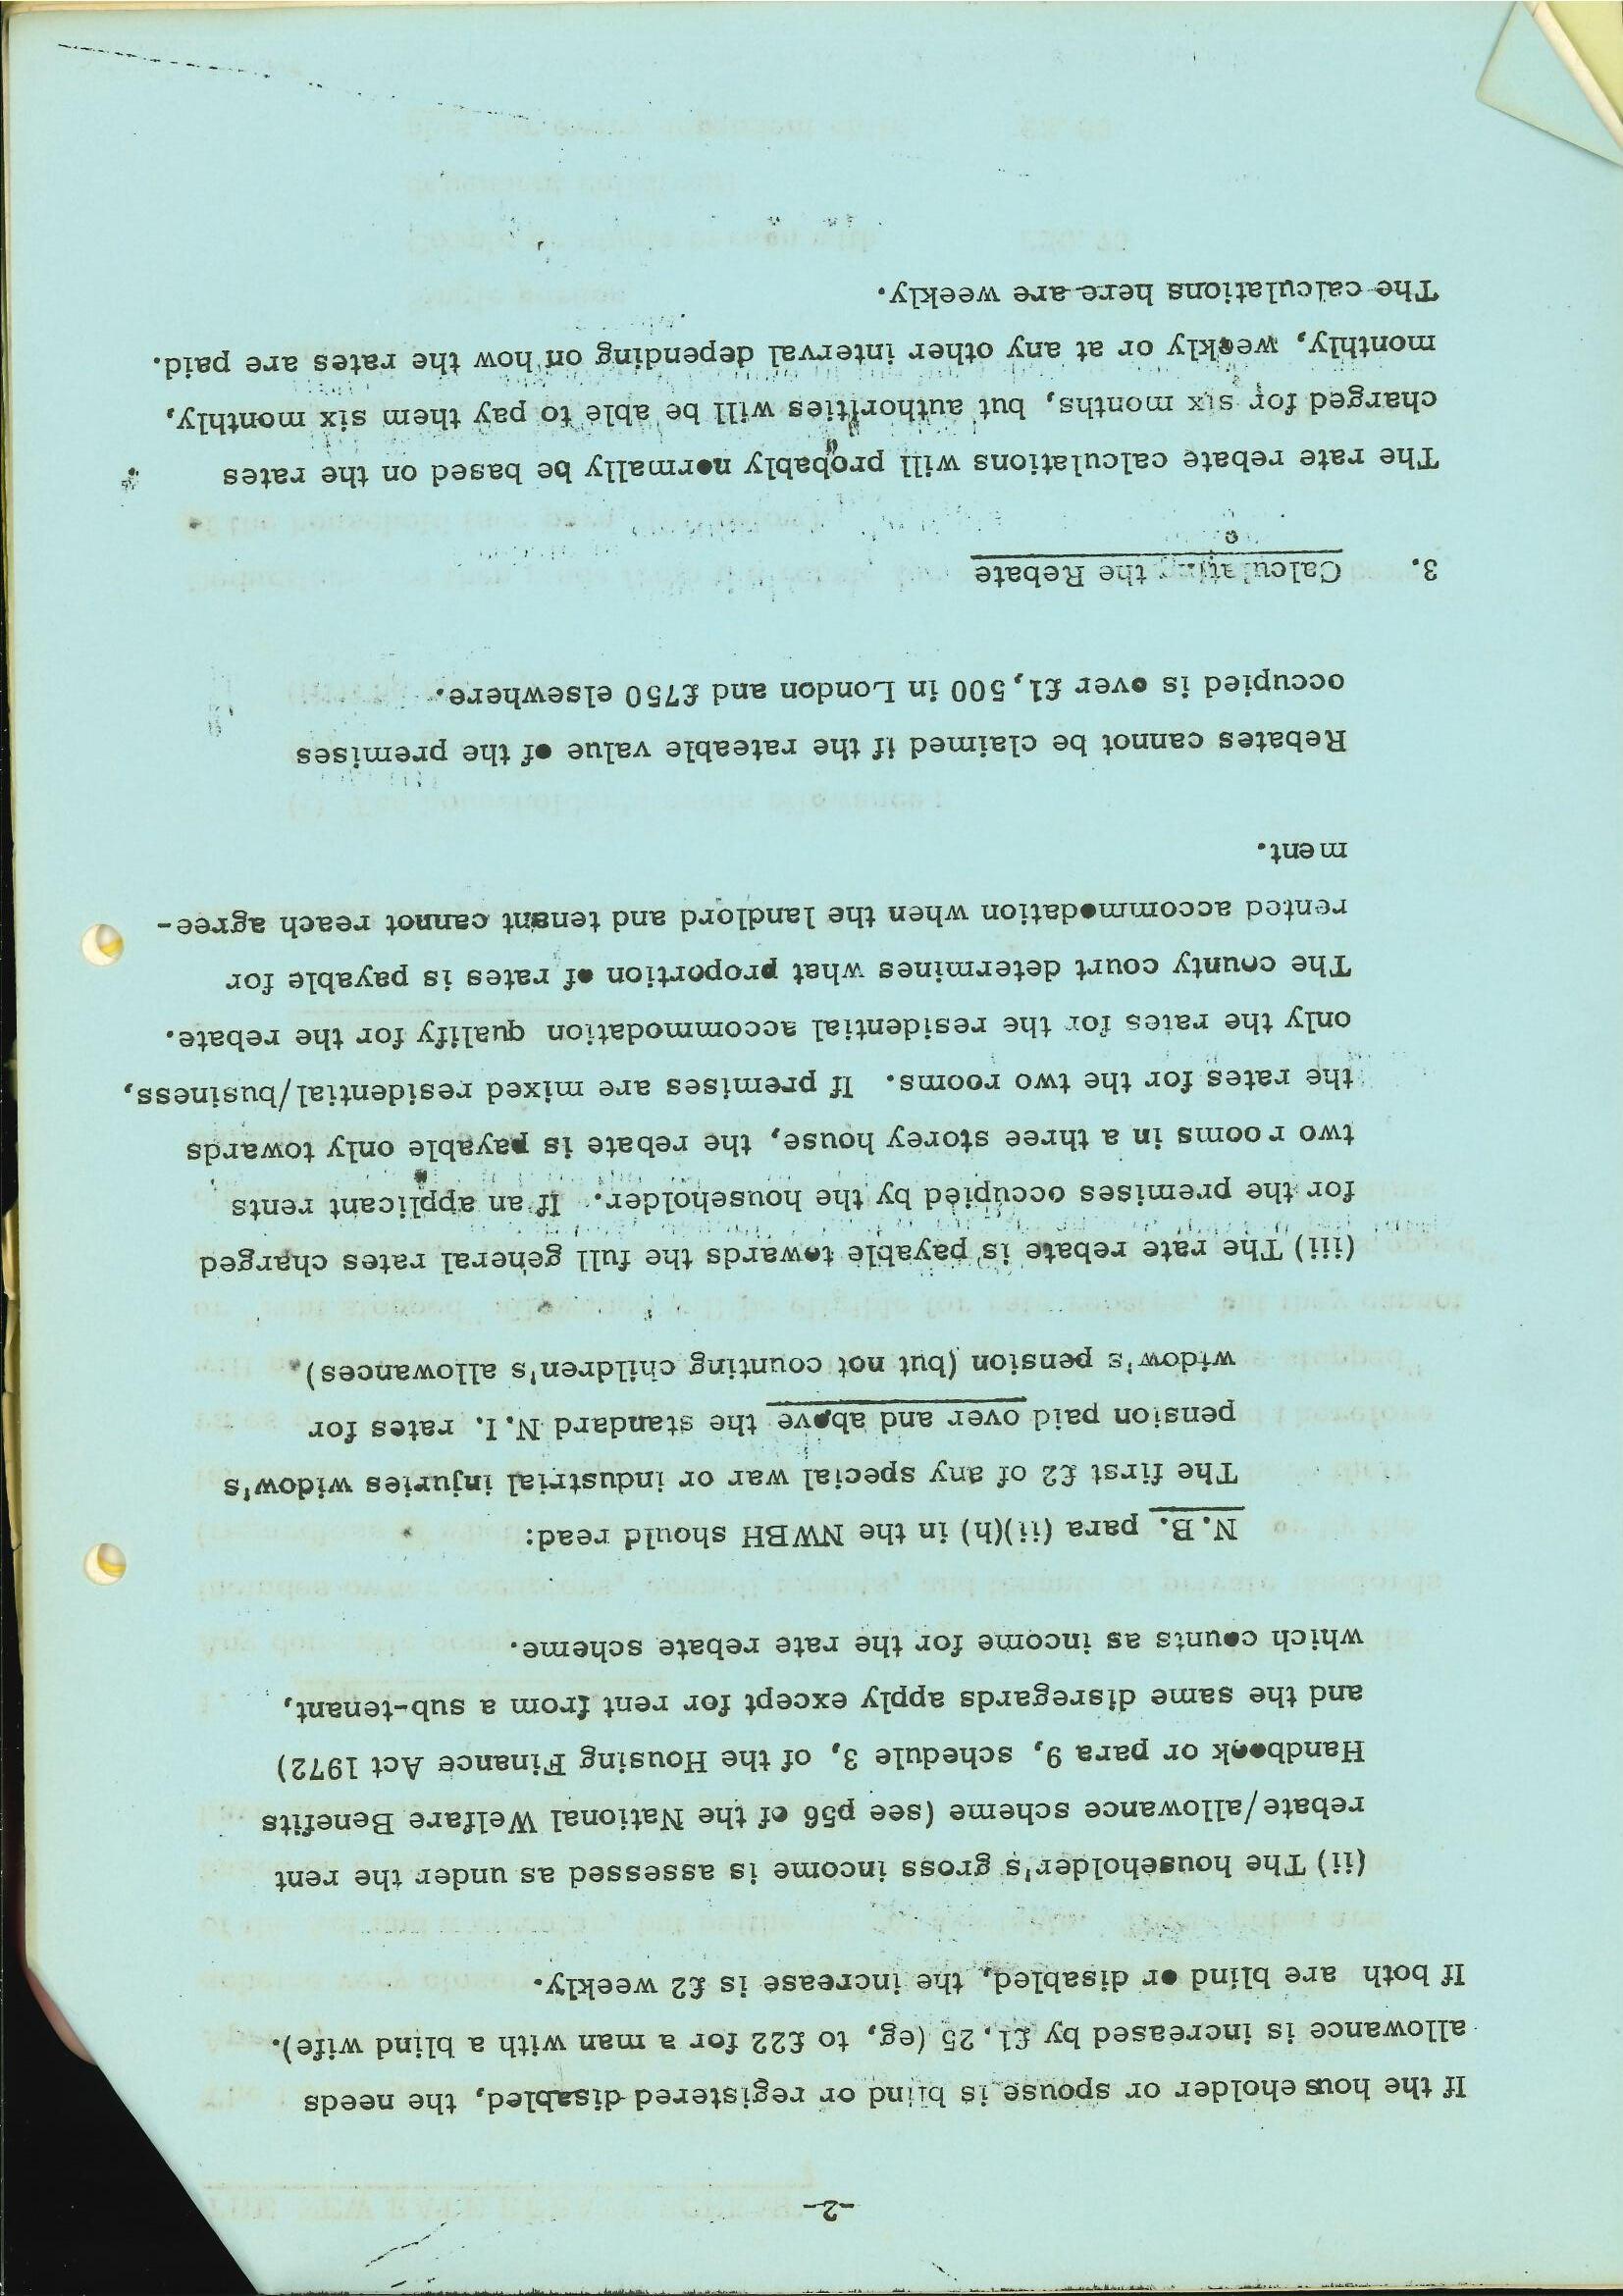 -2-
If the householder or spouse is blind or registered disabled, the needs
allowance is increased by £1.25 (eg, to £22 for a man with a blind wife).
If both are blind or disabled, the increase is £2 weekly.
(ii) The householder's gross income is assessed as under the rent
rebate/allowance scheme (see p56 of the National Welfare Benefits
Handbook or para 9, schedule 3, of the Housing Finance Act 1972)
and the same disregards apply except for rent from a sub-tenant,
which counts as income for the rate rebate scheme.
N.B. para (ii)(h) in the NWBH should read:
The first £2 of any special war or industrial injuries widow's
pension paid over and above the standard N.I. rates for
widow's pension (but not counting children's allowances).
(iii) The rate rebate is payable towards the full general rates charged
for the premises occupied by the householder. If an applicant rents
two rooms in a three storey house, the rebate is payable only towards
the rates for the two rooms. If premises are mixed residential/business,
only the rates for the residential accommodation qualify for the rebate.
The county court determines what proportion of rates is payable for
rented accommodation when the landlord and tenant cannot reach agree-
ment.
Rebates cannot be claimed if the rateable value of the premises
occupied is over £1,500 in London and £750 elsewhere.
3. Calculating the Rebate
The rate rebate calculations will probably normally be based on the rates
charged for six months, but authorities will be able to pay them six monthly,
monthly, weekly or at any other interval depending on how the rates are paid.
The calculations here are weekly.